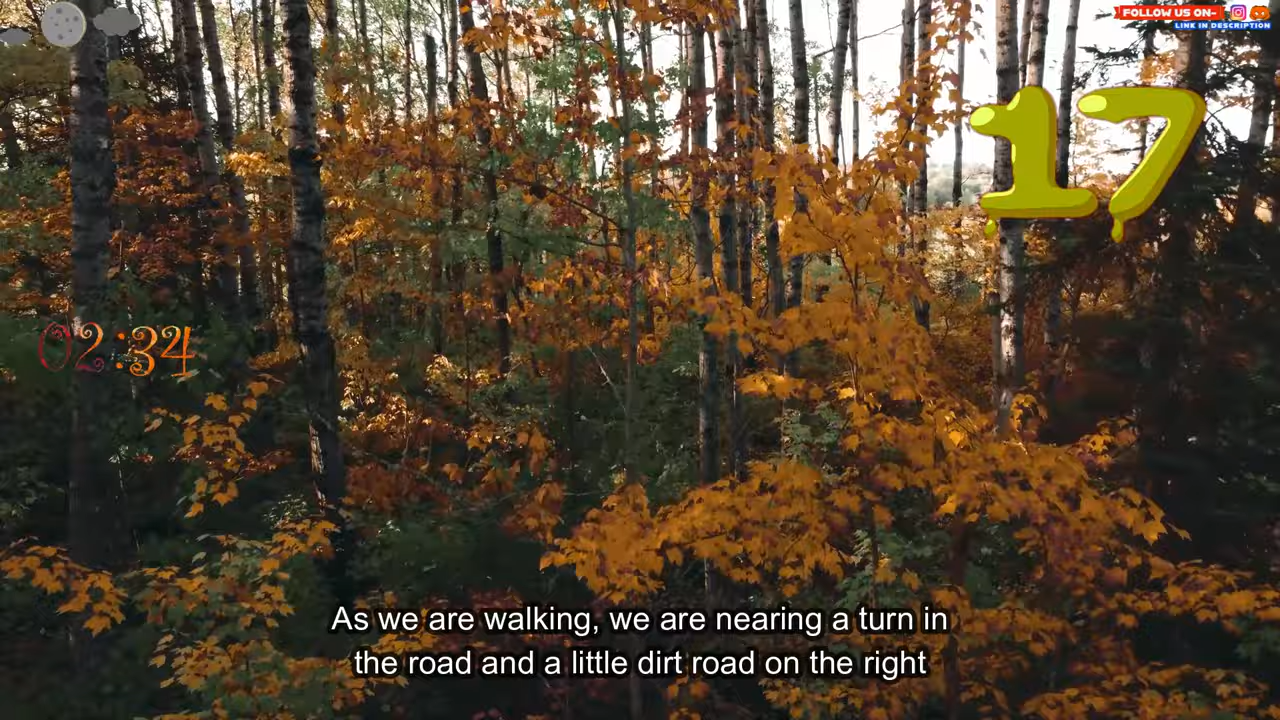 FOLLOW US ON-
LINK IN DESCRIPTION
17
02:34
As we are walking, we are nearing a turn in
the road and a little dirt road on the right